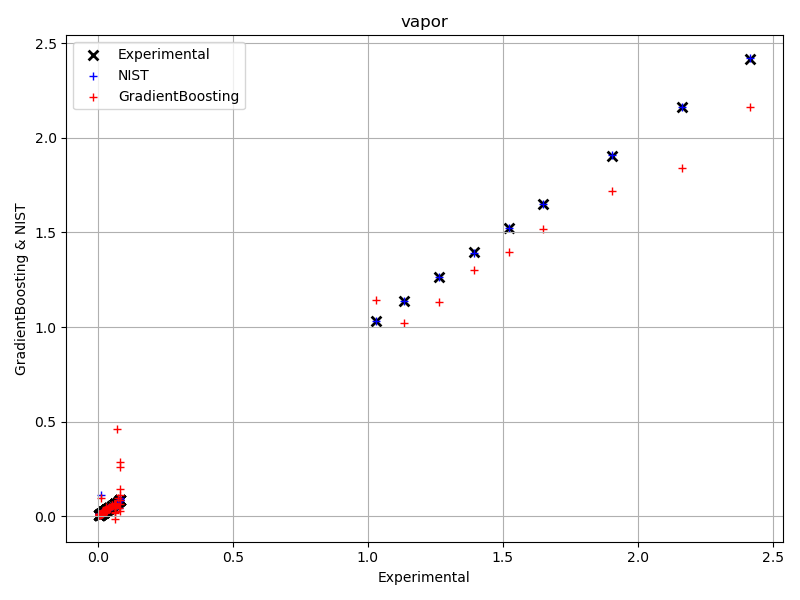 vapor
Experimental
NIST
GradientBoosting
2.5
2.0
1.5
1.0
0.5
0.0
GradientBoosting & NIST
0.0 0.5 1.0 1.5 2.0 2.5
Experimental